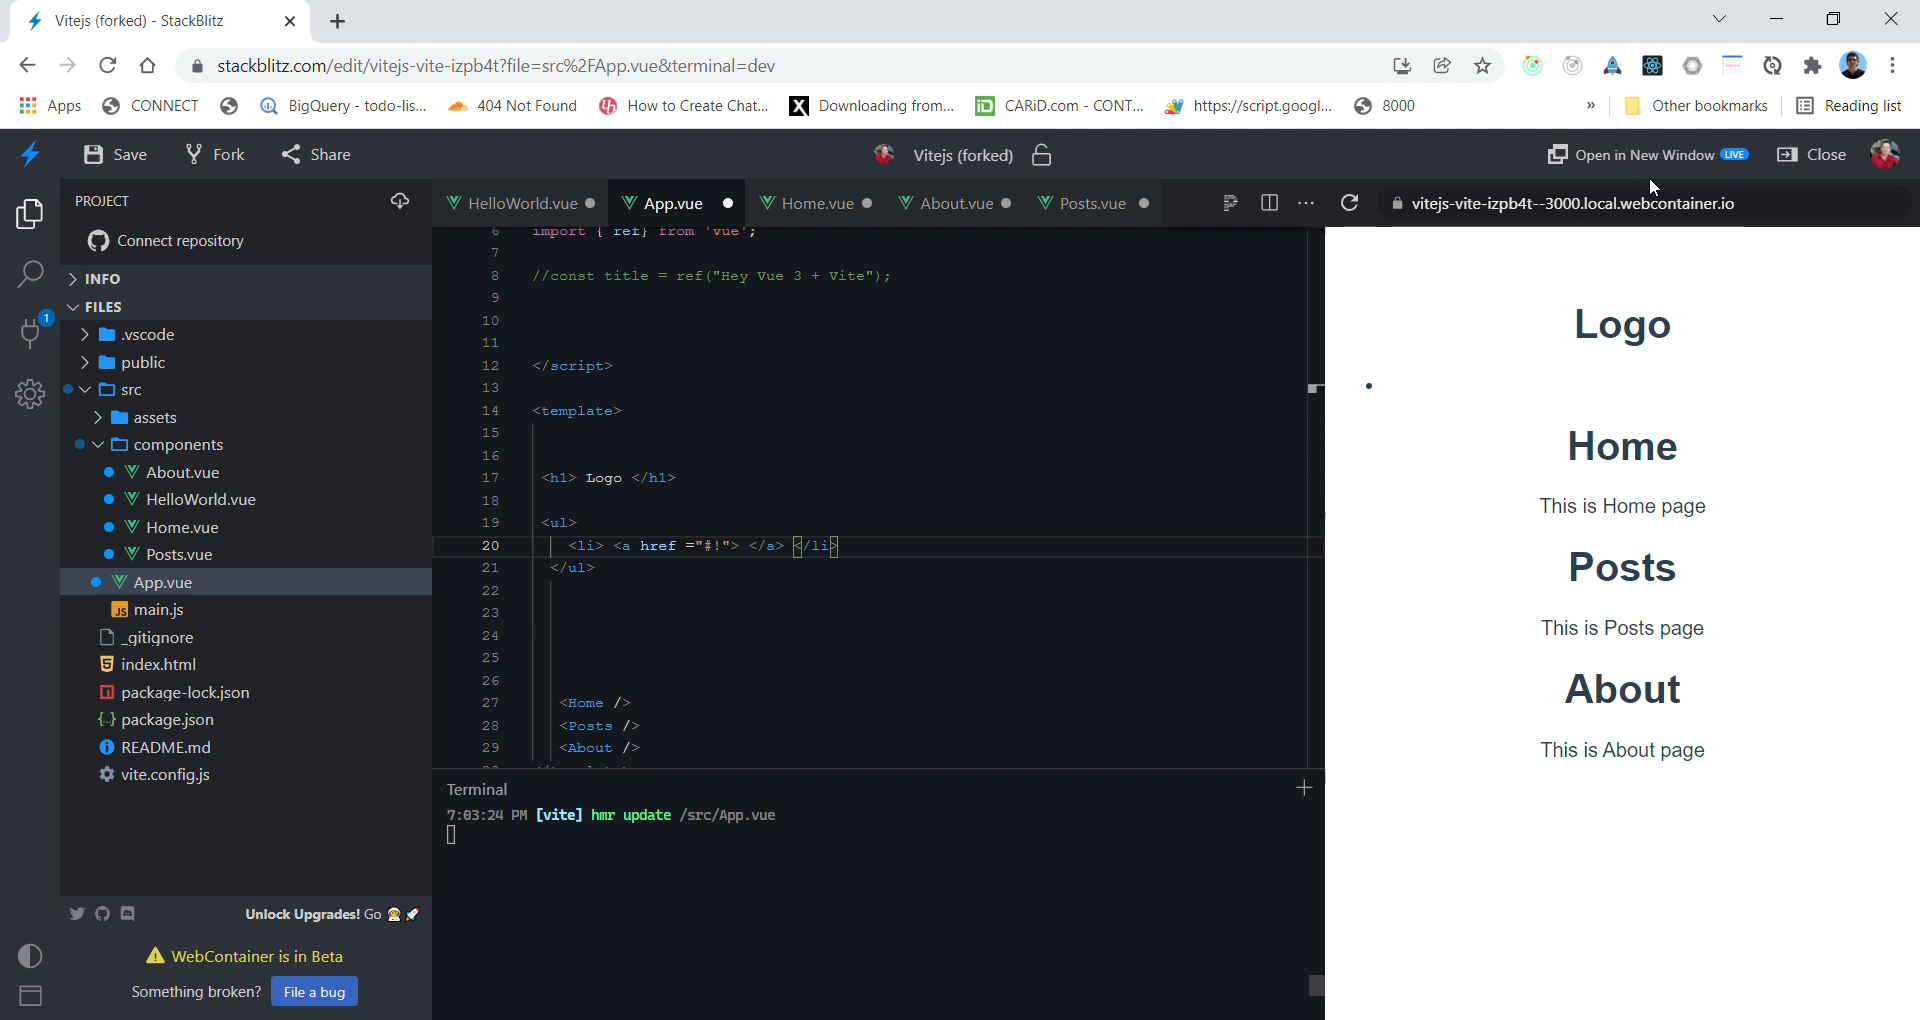 Vitejs (forked) - StackBlitz
stackblitz.com/edit/vitejs-vite-izpb4t?file=src%2FApp.vue&terminal=dev
Apps CONNECT BigQuery - todo-lis... 404 Not Found How to Create Chat... Downloading from... CARiD.com - CONT... https://script.googl... 8000 » Other bookmarks Reading list
Save Fork Share Vitejs (forked) Open in New Window LIVE Close
PROJECT
Connect repository
INFO
FILES
.vscode
public
src
assets
components
About.vue
HelloWorld.vue
Home.vue
Posts.vue
App.vue
JS main.js
_gitignore
index.html
package-lock.json
{..} package.json
README.md
vite.config.js
Unlock Upgrades! Go
WebContainer is in Beta
Something broken? File a bug
1
HelloWorld.vue App.vue Home.vue About.vue Posts.vue
6 import { ref} from 'vue';
7
8 //const title = ref("Hey Vue 3 + Vite");
9
10
11
12 </script>
13
14 <template>
15
16
17 <h1> Logo </h1>
18
19 <ul>
20 <li> <a href ="#!"> </a> </li>
21 </ul>
22
23
24
25
26
27 <Home />
28 <Posts />
29 <About />
Terminal
7:03:24 PM [vite] hmr update /src/App.vue
vitejs-vite-izpb4t--3000.local.webcontainer.io
Logo
•
Home
This is Home page
Posts
This is Posts page
About
This is About page